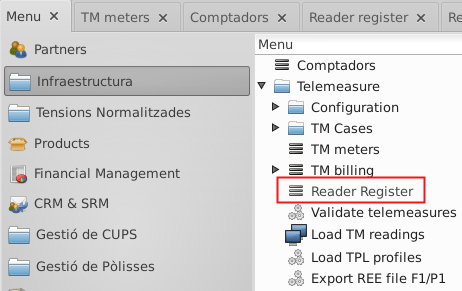 Menu TM meters Comptadors Reader register Re
Partners
Infraestructura
Tensions Normalitzades
Products
Financial Management
CRM & SRM
Gestió de CUPS
Gestió de Pòlisses
Menu
Comptadors
Telemeasure
Configuration
TM Cases
TM meters
TM billing
Reader Register
Validate telemeasures
Load TM readings
Load TPL profiles
Export REE file F1/P1